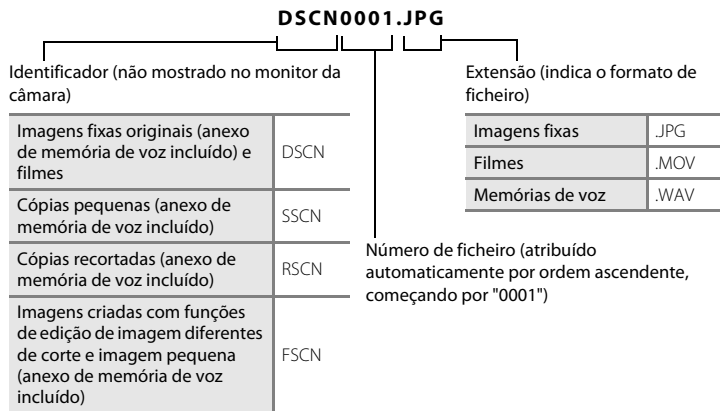 DSCN0001.JPG
Identificador (não mostrado no monitor da
câmara)
Imagens fixas originais (anexo
de memória de voz incluído) e
filmes
DSCN
Cópias pequenas (anexo de
memória de voz incluído)
SSCN
Cópias recortadas (anexo de
memória de voz incluído)
RSCN
Imagens criadas com funções
de edição de imagem diferentes
de corte e imagem pequena
(anexo de memória de voz
incluído)
FSCN
Extensão (indica o formato de
ficheiro)
Imagens fixas .JPG
Filmes .MOV
Memórias de voz .WAV
Número de ficheiro (atribuído
automaticamente por ordem ascendente,
começando por "0001")